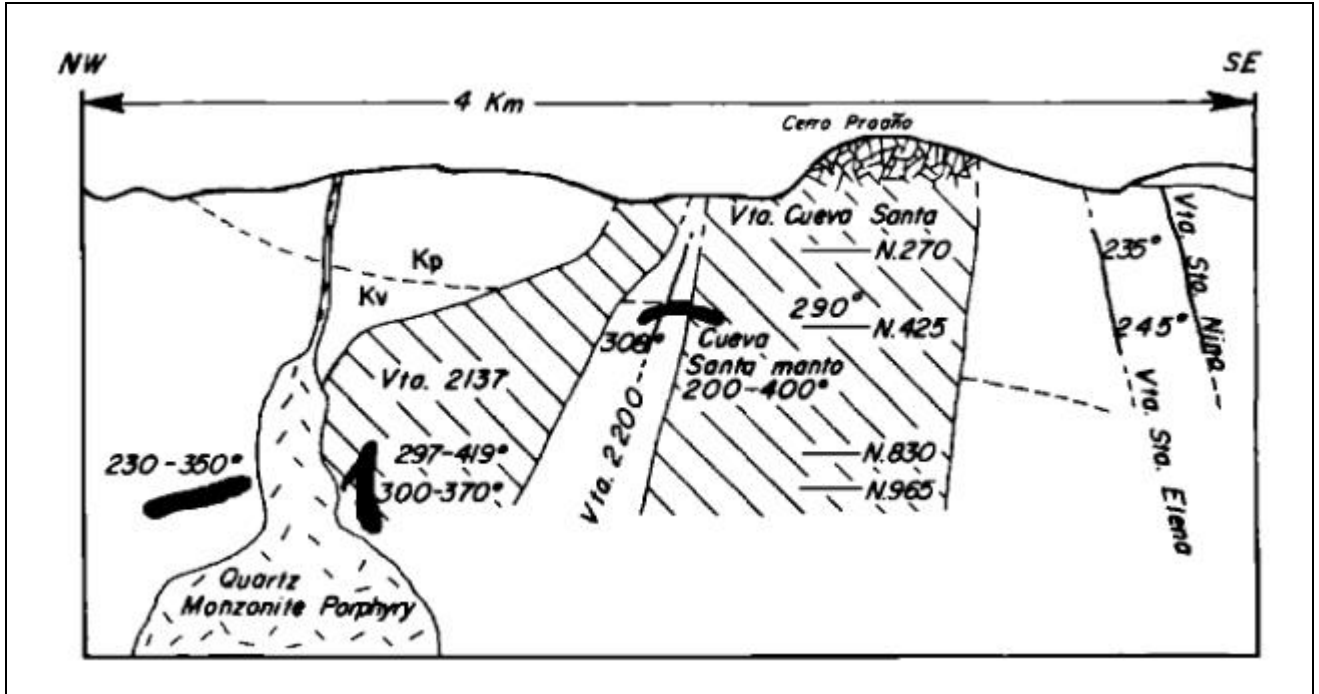 NW
SE
4 Km
Cerro Proaño
Vta. Cueva Santa
N.270
Kp
Kv
290°
N.425
308°
Cueva
Santa manto
200-400°
Vta. 2137
297-419°
300-370°
230-350°
Vta. 2200
N.830
N.965
235°
245°
Vta. Sta. Elena
Vta. Sta. Nino
Quartz
Monzonite Porphyry